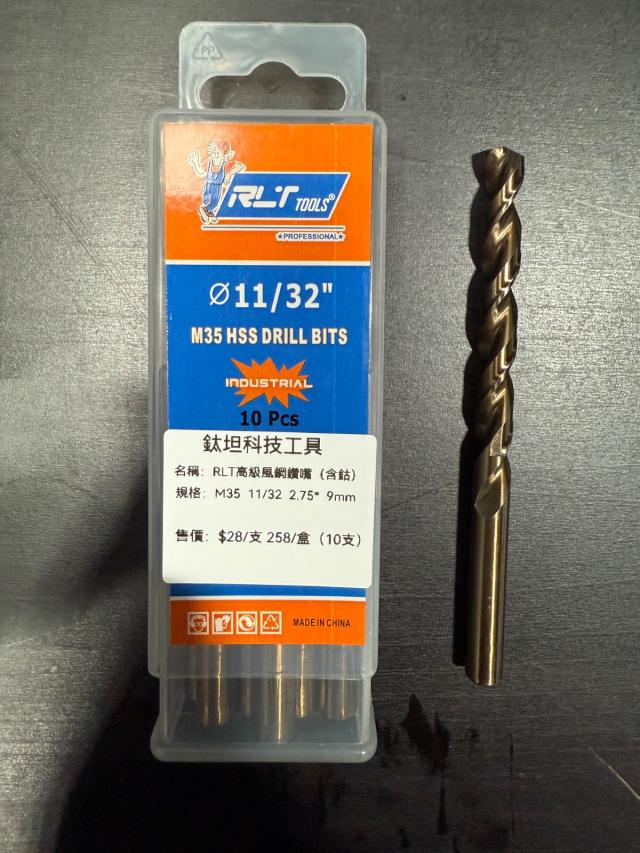 PP
RLT TOOLS®
★PROFESSIONAL★
Ø11/32"
M35 HSS DRILL BITS
INDUSTRIAL
10 Pcs
鈦坦科技工具
名稱: RLT高級風鋼鑽嘴（含鈷）
規格: M35 11/32 2.75* 9mm
售價: $28/支 258/盒（10支）
MADE IN CHINA